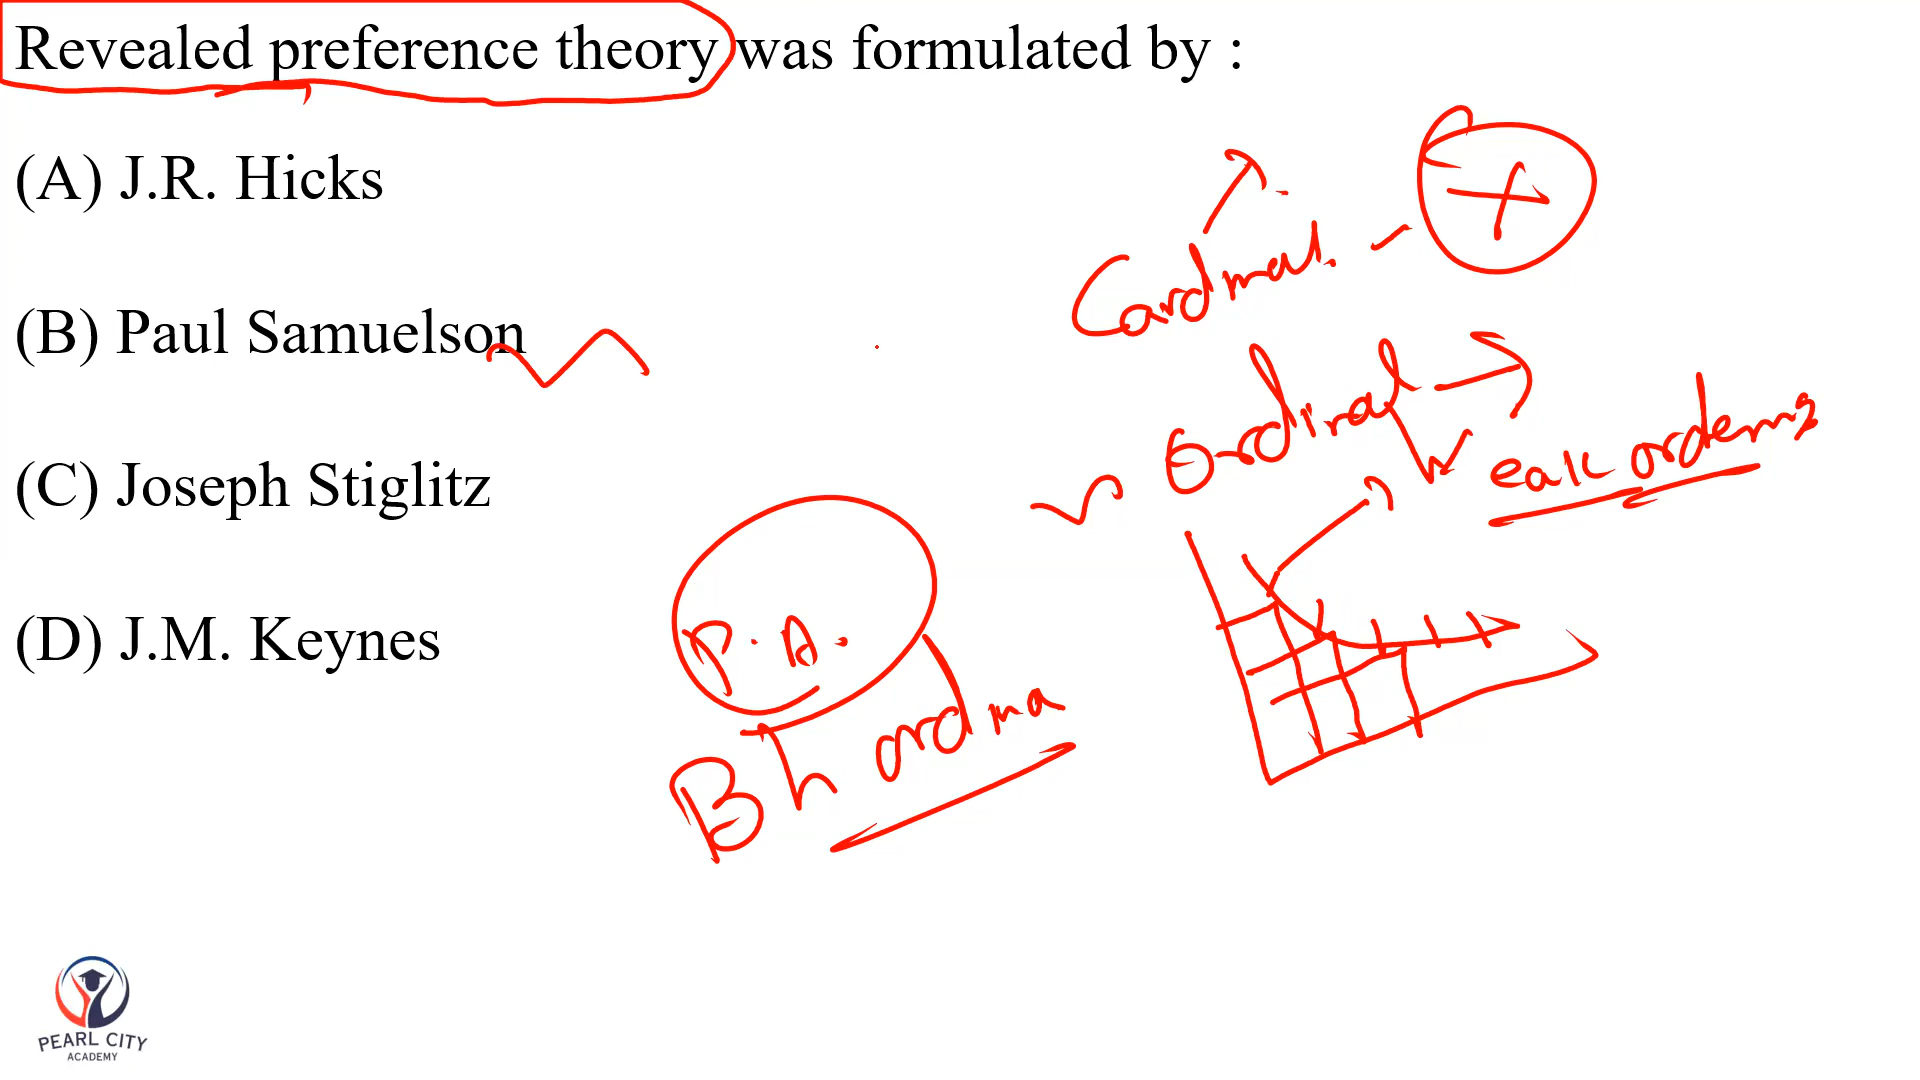 Revealed preference theory was formulated by :
(A) J.R. Hicks
(B) Paul Samuelson
(C) Joseph Stiglitz
(D) J.M. Keynes
Cardinal.
Ordinal
P.A.
PEARL CITY
ACADEMY